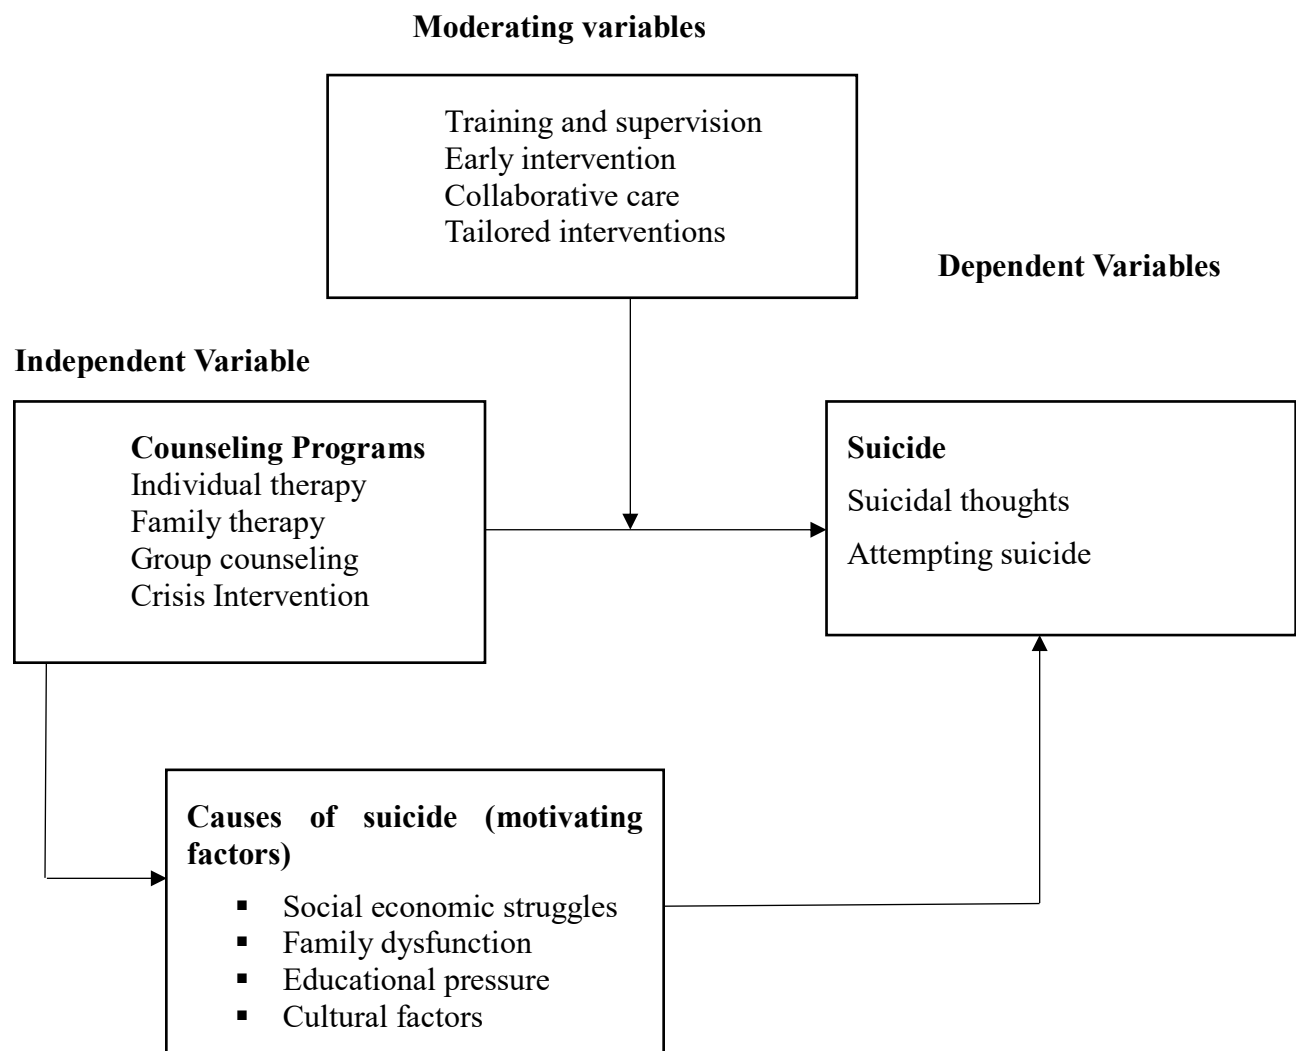 Moderating variables
Training and supervision
Early intervention
Collaborative care
Tailored interventions
Dependent Variables
Independent Variable
Counseling Programs
Individual therapy
Family therapy
Group counseling
Crisis Intervention
Suicide
Suicidal thoughts
Attempting suicide
Causes of suicide (motivating
factors)
▪ Social economic struggles
▪ Family dysfunction
▪ Educational pressure
▪ Cultural factors